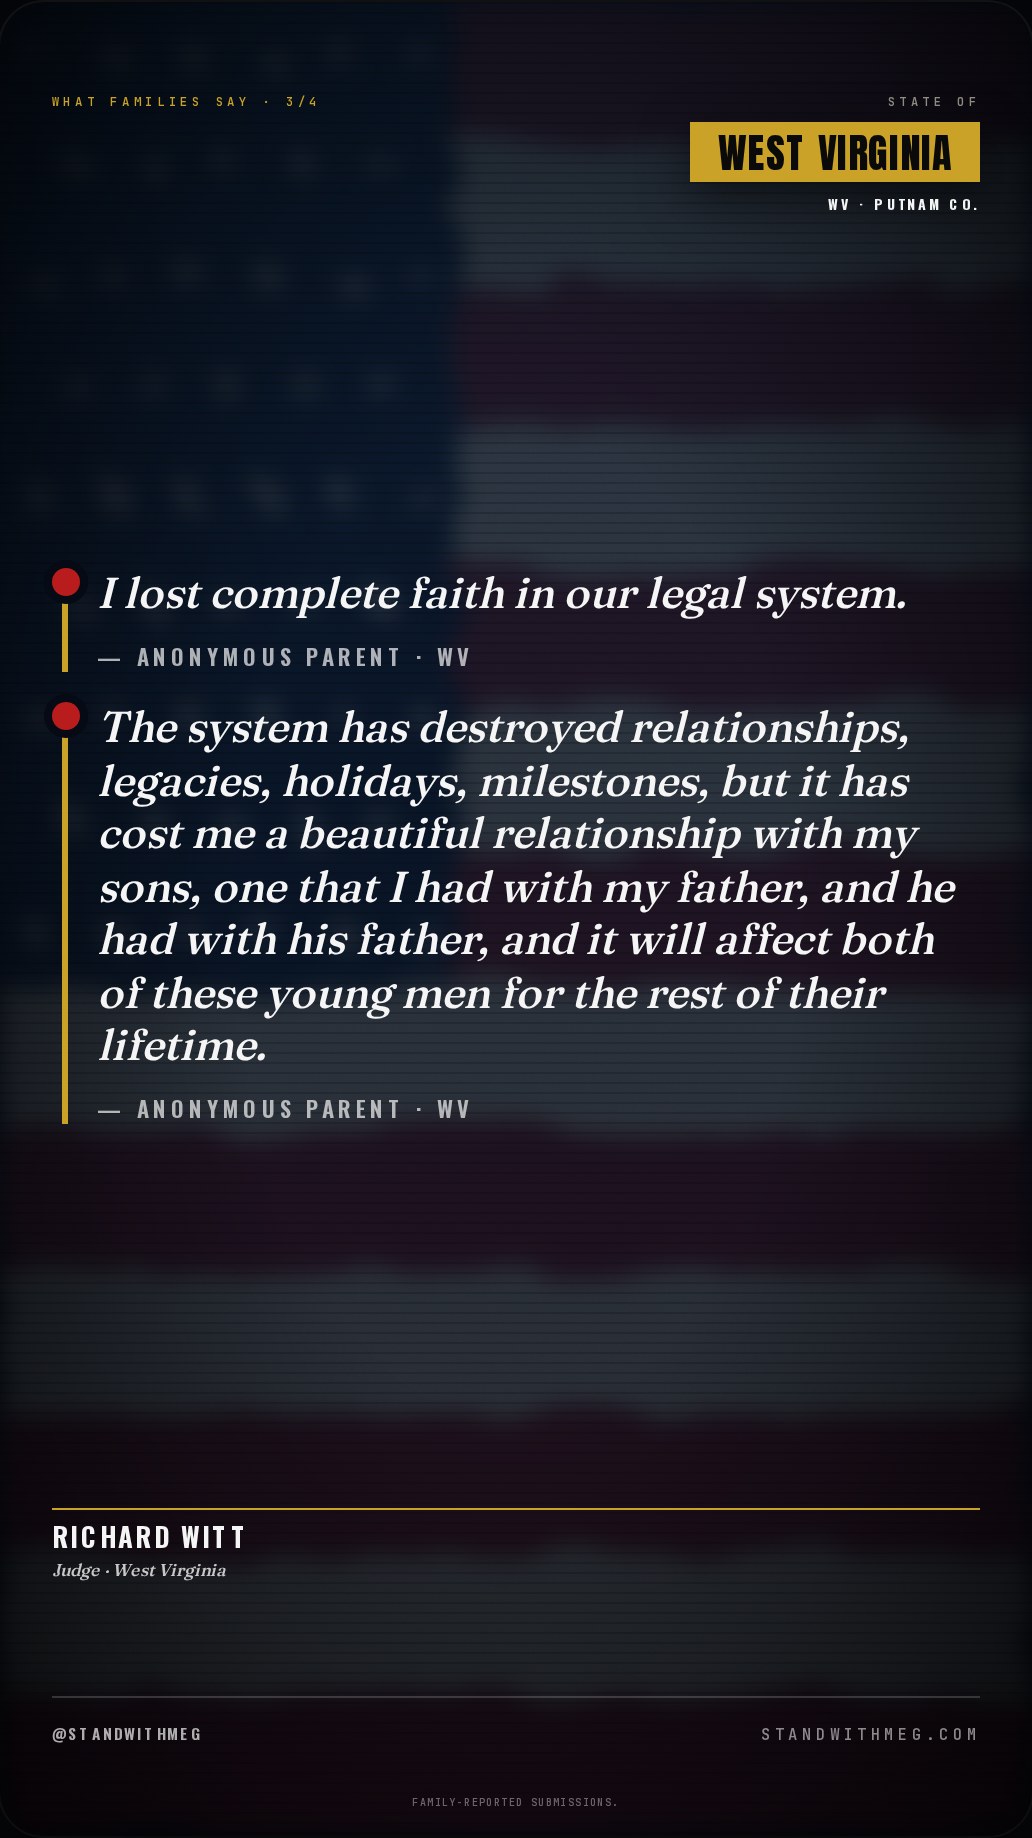 WHAT FAMILIES SAY · 3/4
STATE OF
WEST VIRGINIA
WV · PUTNAM CO.
I lost complete faith in our legal system.
— ANONYMOUS PARENT · WV
The system has destroyed relationships,
legacies, holidays, milestones, but it has
cost me a beautiful relationship with my
sons, one that I had with my father, and he
had with his father, and it will affect both
of these young men for the rest of their
lifetime.
— ANONYMOUS PARENT · WV
RICHARD WITT
Judge · West Virginia
@STANDWITHMEG
STANDWITHMEG.COM
FAMILY-REPORTED SUBMISSIONS.